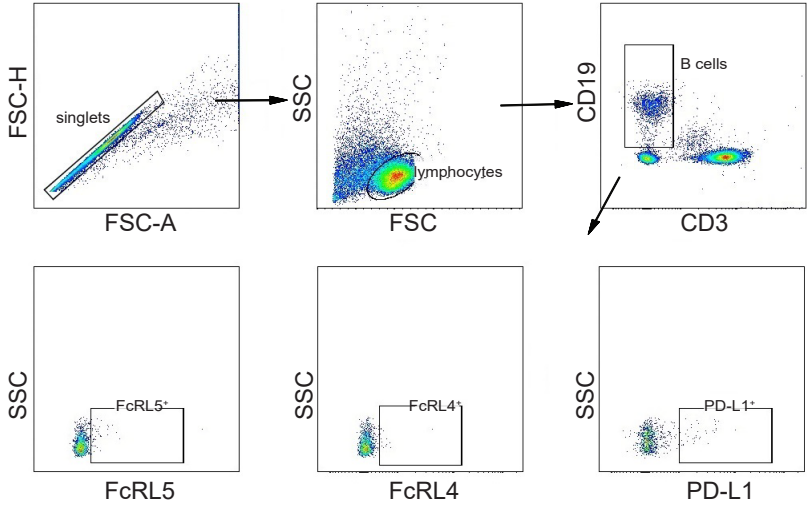 FSC-H
singlets
FSC-A
SSC
lymphocytes
FSC
CD19
B cells
CD3
SSC
FcRL5+
FcRL5
SSC
FcRL4+
FcRL4
SSC
PD-L1+
PD-L1